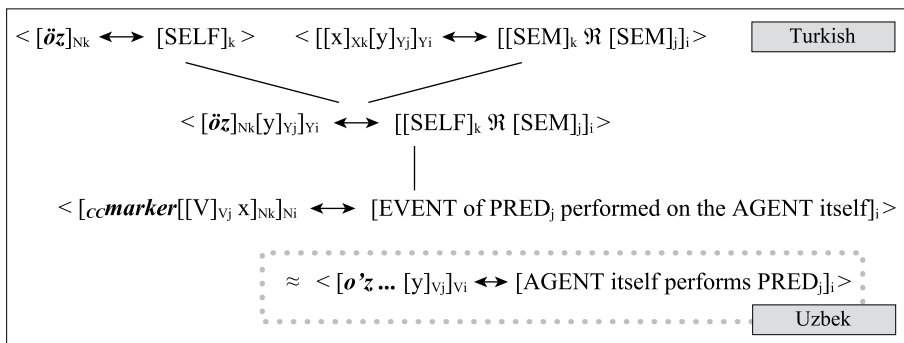 < [öz]Nk ↔ [SELF]k > < [[x]Xk[y]Yj]Yi ↔ [[SEM]k ℜ [SEM]j]i > Turkish
< [öz]Nk[y]Yj]Yi ↔ [[SELF]k ℜ [SEM]j]i >
< [CCmarker[[V]Vj x]Nk]Ni ↔ [EVENT of PREDj performed on the AGENT itself]i >
≈ < [o'z ... [y]Vj]Vi ↔ [AGENT itself performs PREDj]i >
Uzbek